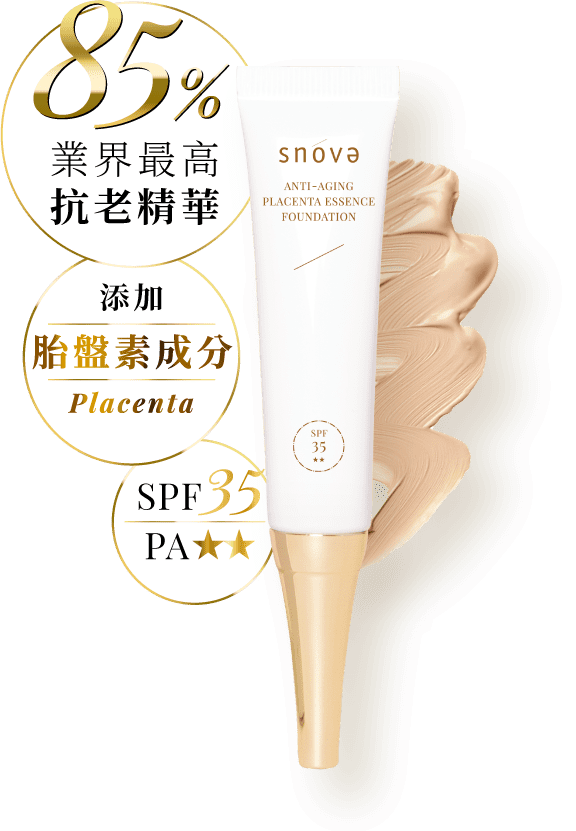 85%
業界最高
抗老精華
添加
胎盤素成分
Placenta
SPF35
PA★★
snova
ANTI-AGING
PLACENTA ESSENCE
FOUNDATION
SPF
35
★★